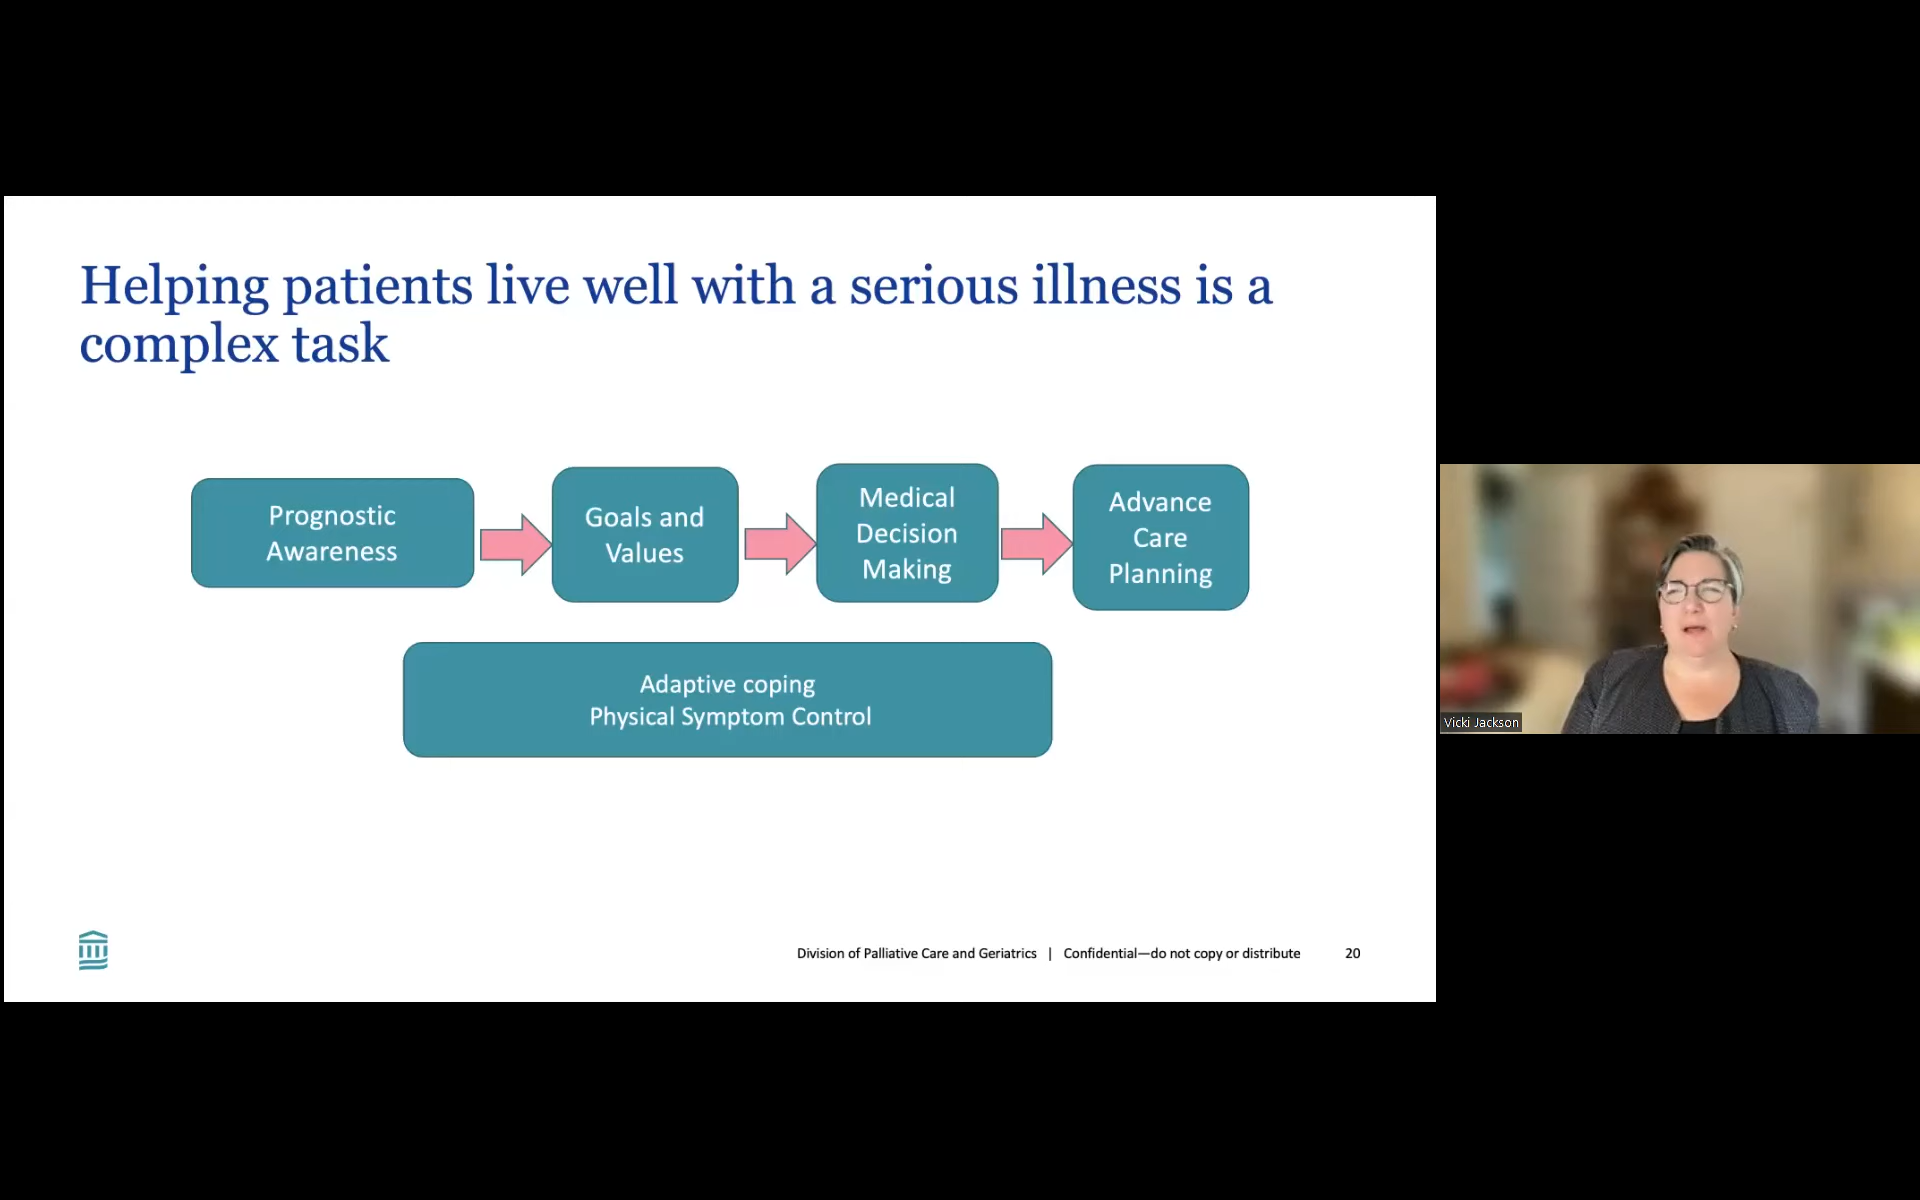 Helping patients live well with a serious illness is a
complex task
Prognostic
Awareness
Goals and
Values
Medical
Decision
Making
Advance
Care
Planning
Adaptive coping
Physical Symptom Control
Division of Palliative Care and Geriatrics | Confidential—do not copy or distribute 20
Vicki Jackson